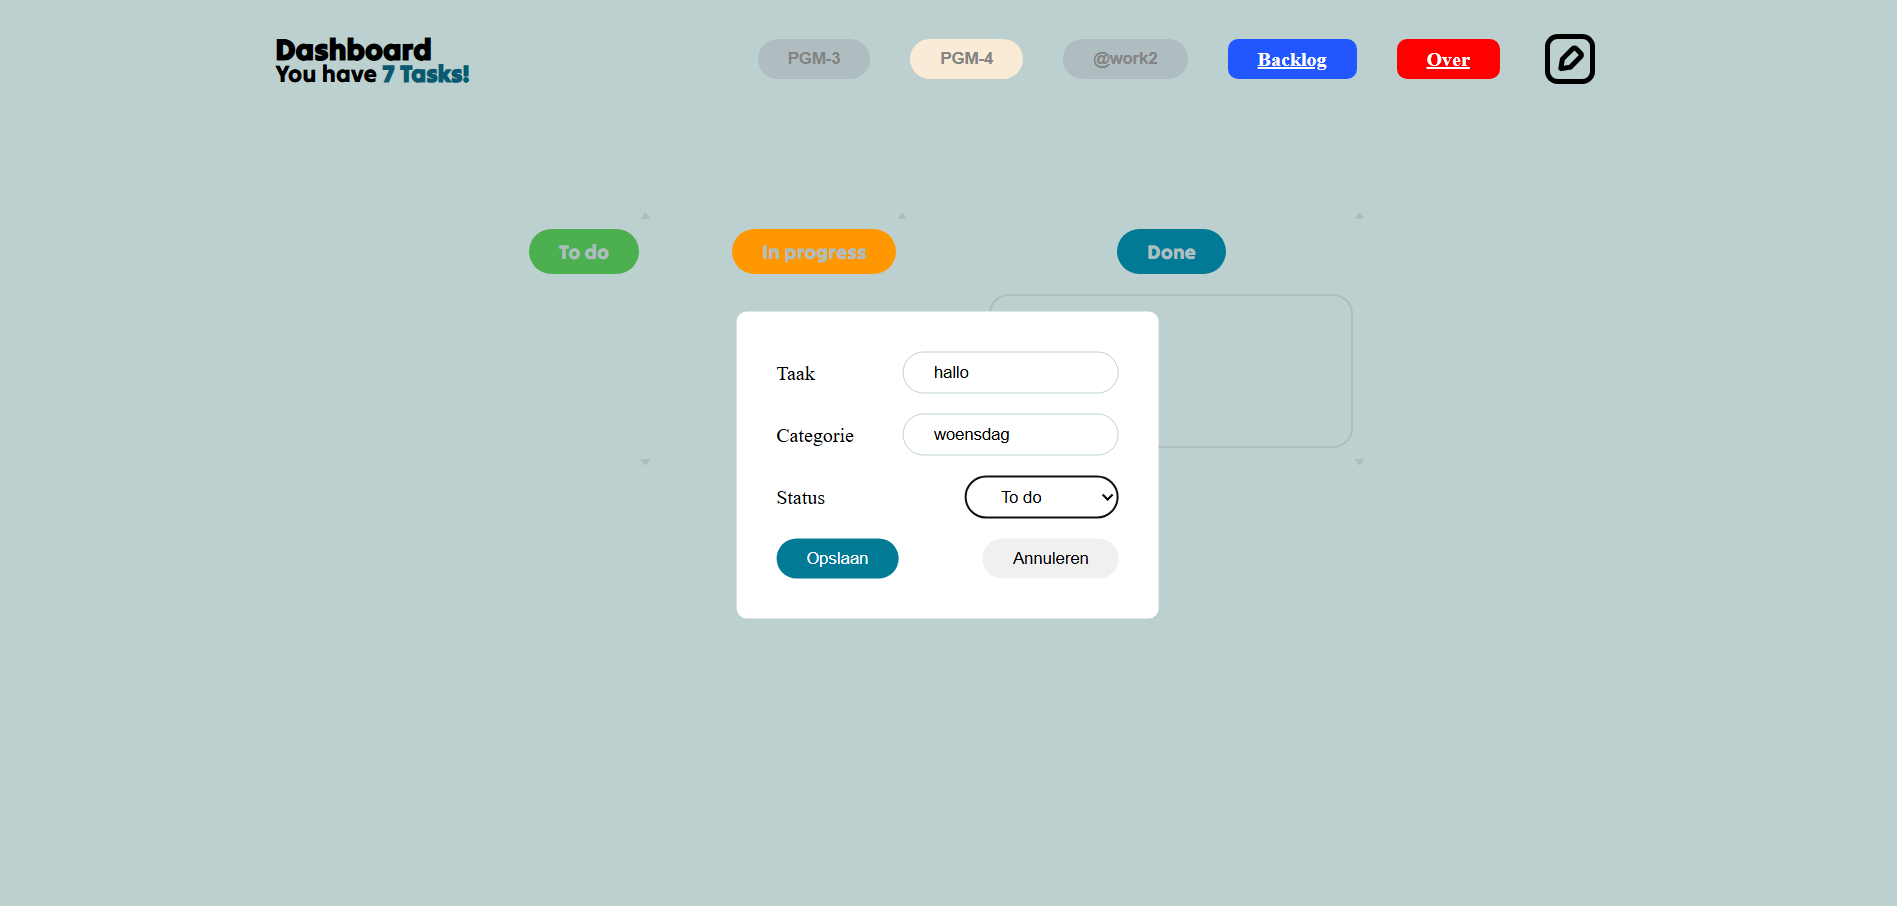 Dashboard
You have 7 Tasks!
PGM-3
PGM-4
@work2
Backlog
Over
To do
In progress
Done
Taak
hallo
Categorie
woensdag
Status
To do
Opslaan
Annuleren